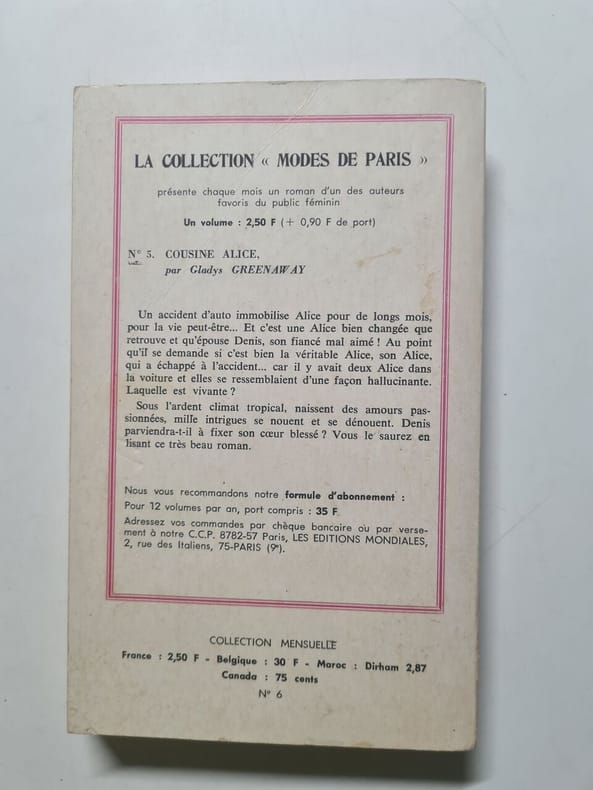 LA COLLECTION « MODES DE PARIS »
présente chaque mois un roman d'un des auteurs
favoris du public féminin
Un volume : 2,50 F (+ 0,90 F de port)
N° 5. COUSINE ALICE,
par Gladys GREENAWAY
Un accident d'auto immobilise Alice pour de longs mois,
pour la vie peut-être... Et c'est une Alice bien changée que
retrouve et qu'épouse Denis, son fiancé mal aimé ! Au point
qu'il se demande si c'est bien la véritable Alice, son Alice,
qui a échappé à l'accident... car il y avait deux Alice dans
la voiture et elles se ressemblaient d'une façon hallucinante.
Laquelle est vivante ?
Sous l'ardent climat tropical, naissent des amours pas-
sionnées, mille intrigues se nouent et se dénouent. Denis
parviendra-t-il à fixer son cœur blessé ? Vous le saurez en
lisant ce très beau roman.
Nous vous recommandons notre formule d'abonnement :
Pour 12 volumes par an, port compris : 35 F.
Adressez vos commandes par chèque bancaire ou par verse-
ment à notre C.C.P. 8782-57 Paris, LES EDITIONS MONDIALES,
2, rue des Italiens, 75-PARIS (9e).
COLLECTION MENSUELLE
France : 2,50 F - Belgique : 30 F - Maroc : Dirham 2,87
Canada : 75 cents
N° 6